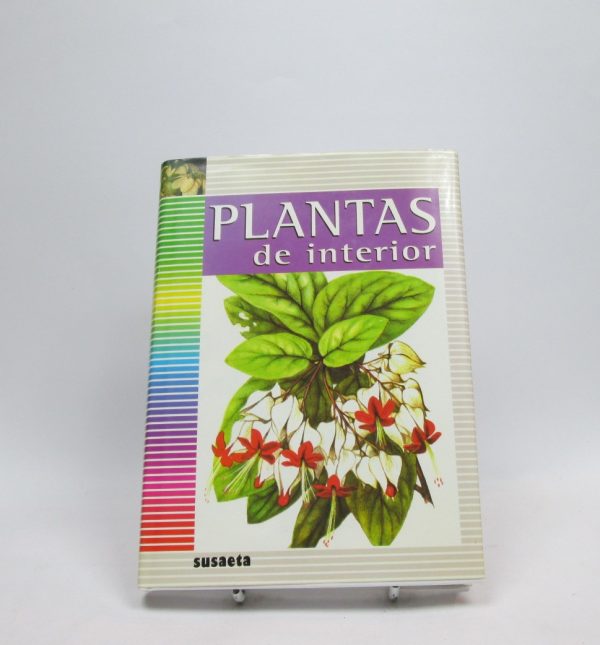 PLANTAS
de interior
susaeta